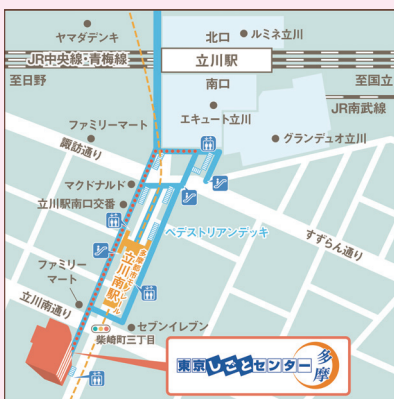 ヤマダデンキ
北口
ルミネ立川
JR中央線・青梅線
立川駅
至日野
南口
至国立
JR南武線
エキュート立川
ファミリーマート
グランデュオ立川
諏訪通り
マクドナルド
立川駅南口交番
ペデストリアンデッキ
すずらん通り
多摩都市モノレール
立川南駅
ファミリー
マート
立川南通り
セブンイレブン
柴崎町三丁目
東京しごとセンター多摩